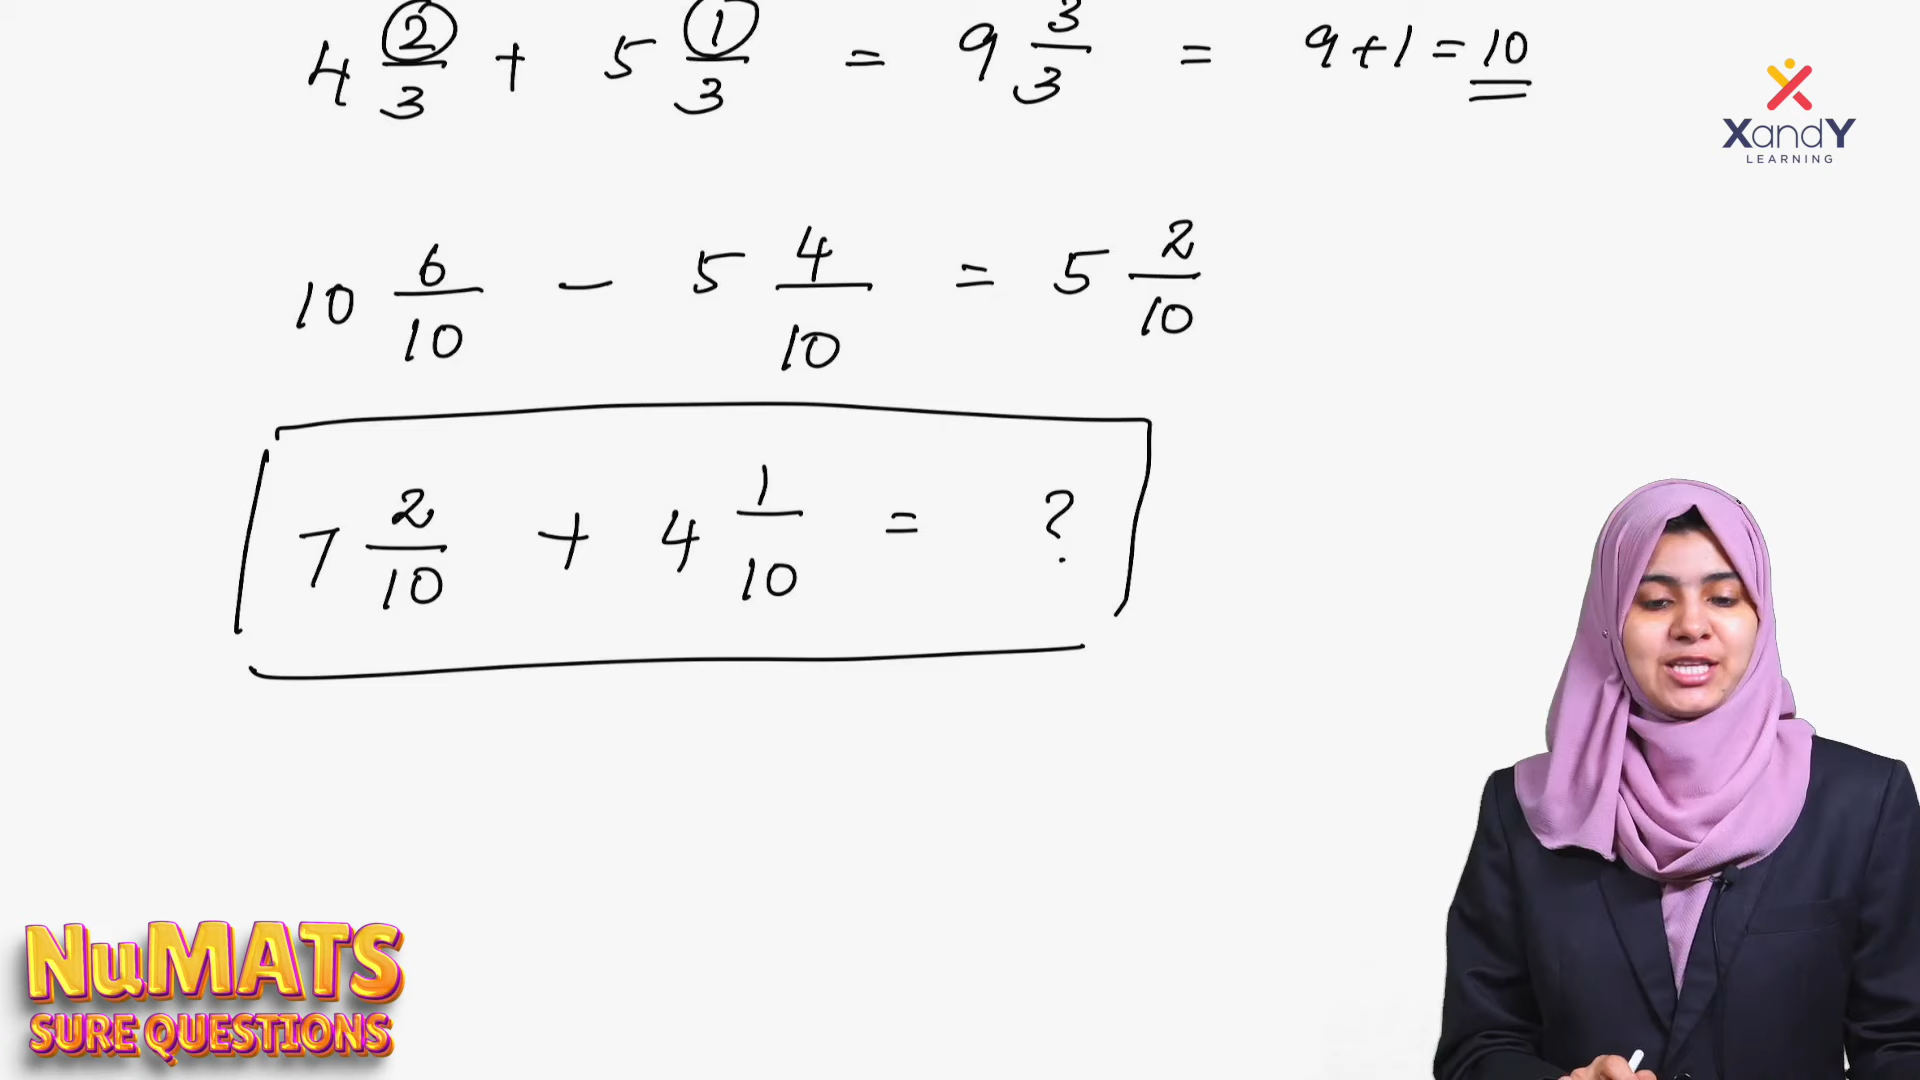 4 2/3 + 5 1/3 = 9 3/3 = 9 + 1 = 10
XandY
LEARNING
10 6/10 - 5 4/10 = 5 2/10
7 2/10 + 4 1/10 = ?
NuMATS
SURE QUESTIONS